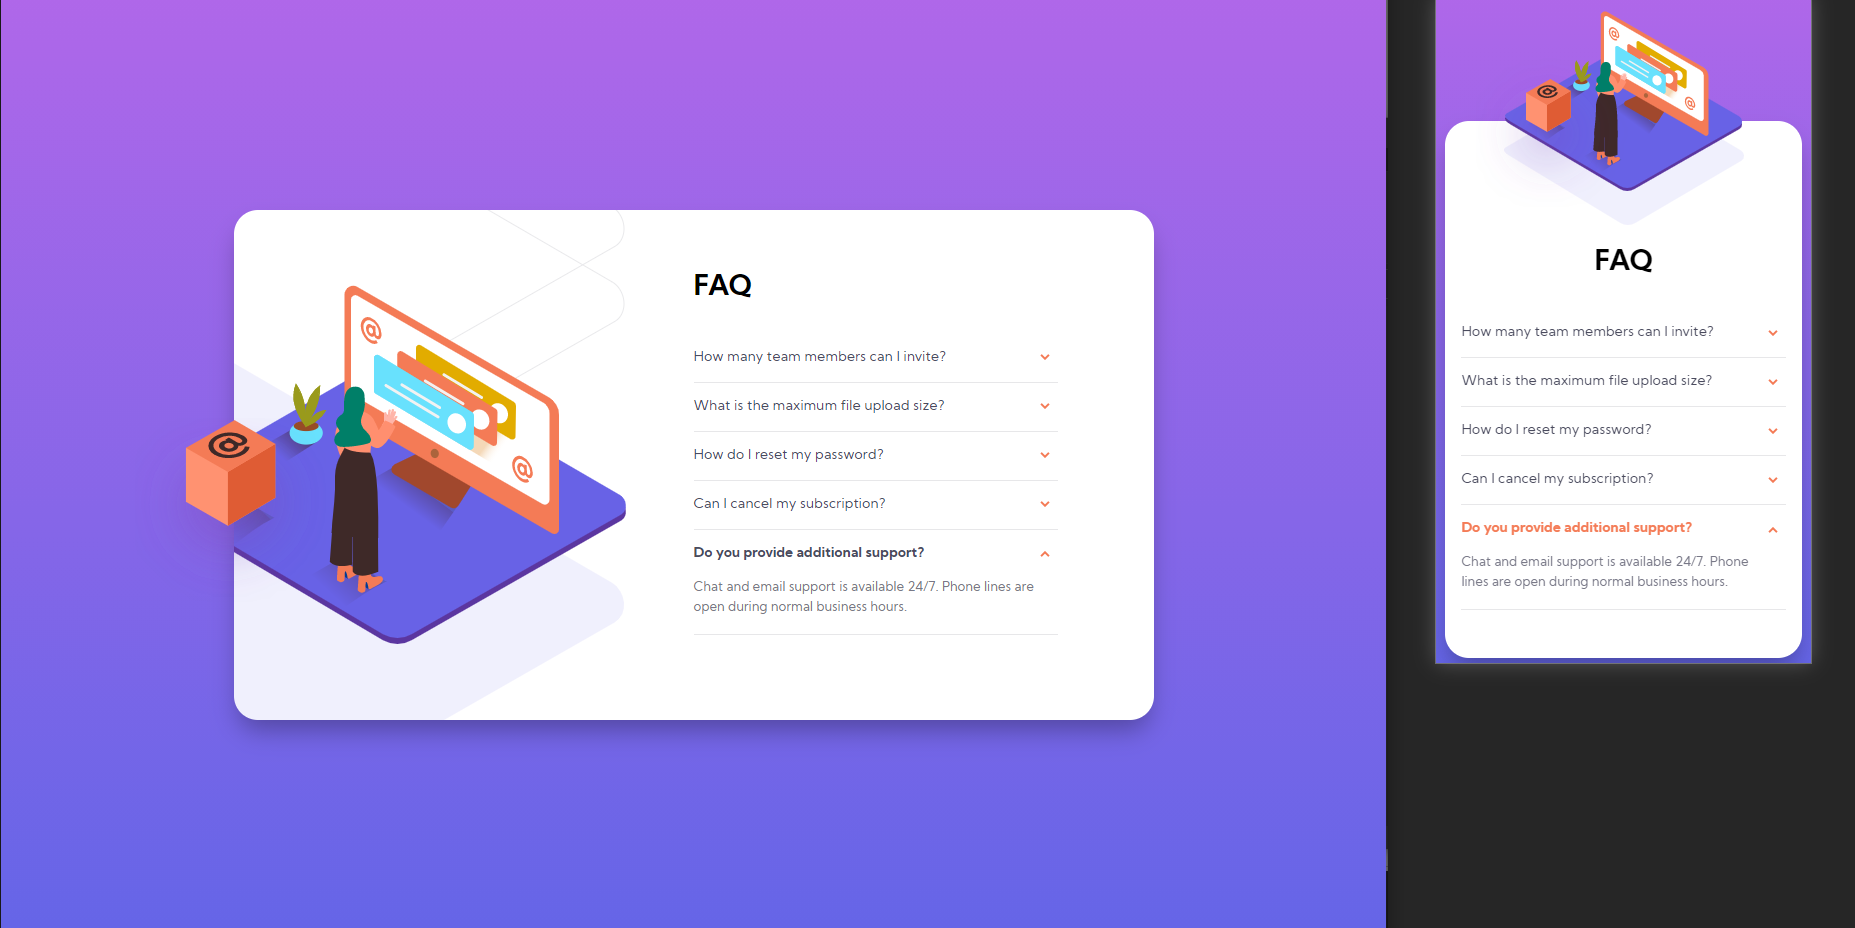 FAQ
How many team members can I invite?
What is the maximum file upload size?
How do I reset my password?
Can I cancel my subscription?
Do you provide additional support?
Chat and email support is available 24/7. Phone lines are
open during normal business hours.
@
@
@
FAQ
How many team members can I invite?
What is the maximum file upload size?
How do I reset my password?
Can I cancel my subscription?
Do you provide additional support?
Chat and email support is available 24/7. Phone
lines are open during normal business hours.
@
@
@